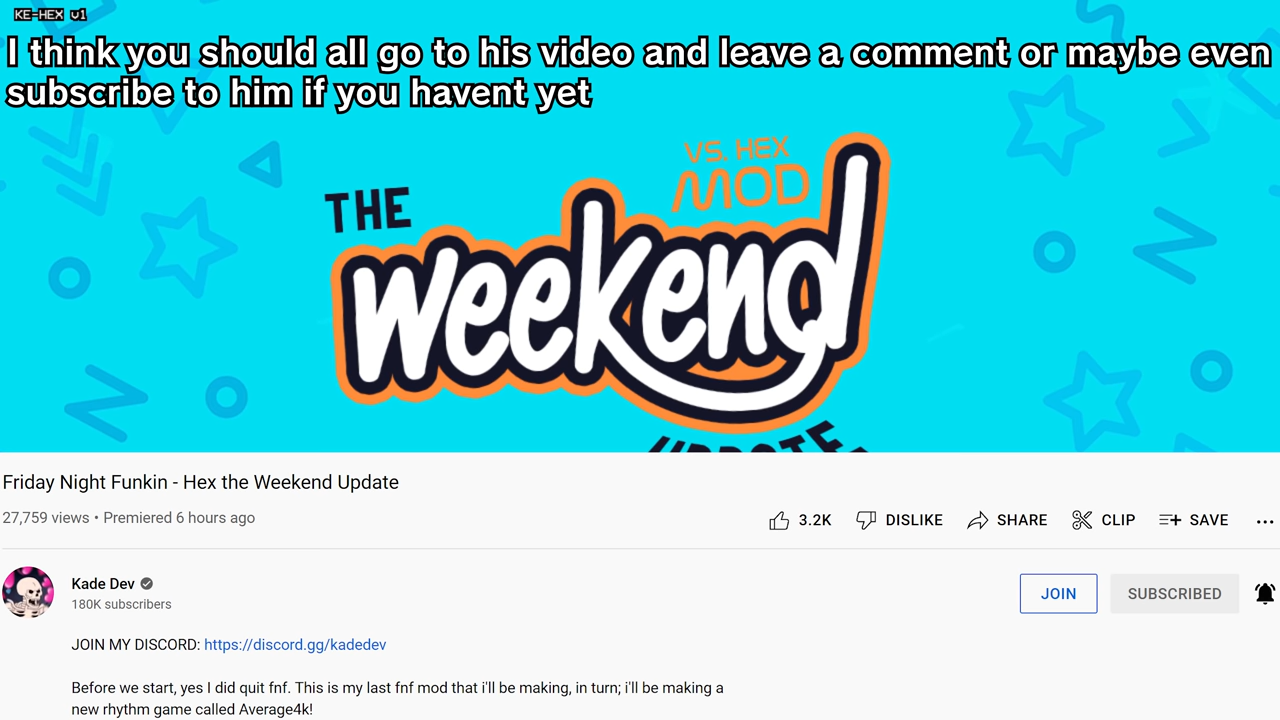 KE-HEX v1
I think you should all go to his video and leave a comment or maybe even
subscribe to him if you havent yet
VS. HEX
MOD
THE
weekend
UPDATE
Friday Night Funkin - Hex the Weekend Update
27,759 views • Premiered 6 hours ago
3.2K DISLIKE SHARE CLIP SAVE
Kade Dev
180K subscribers
JOIN SUBSCRIBED
JOIN MY DISCORD: https://discord.gg/kadedev
Before we start, yes I did quit fnf. This is my last fnf mod that i'll be making, in turn; i'll be making a
new rhythm game called Average4k!